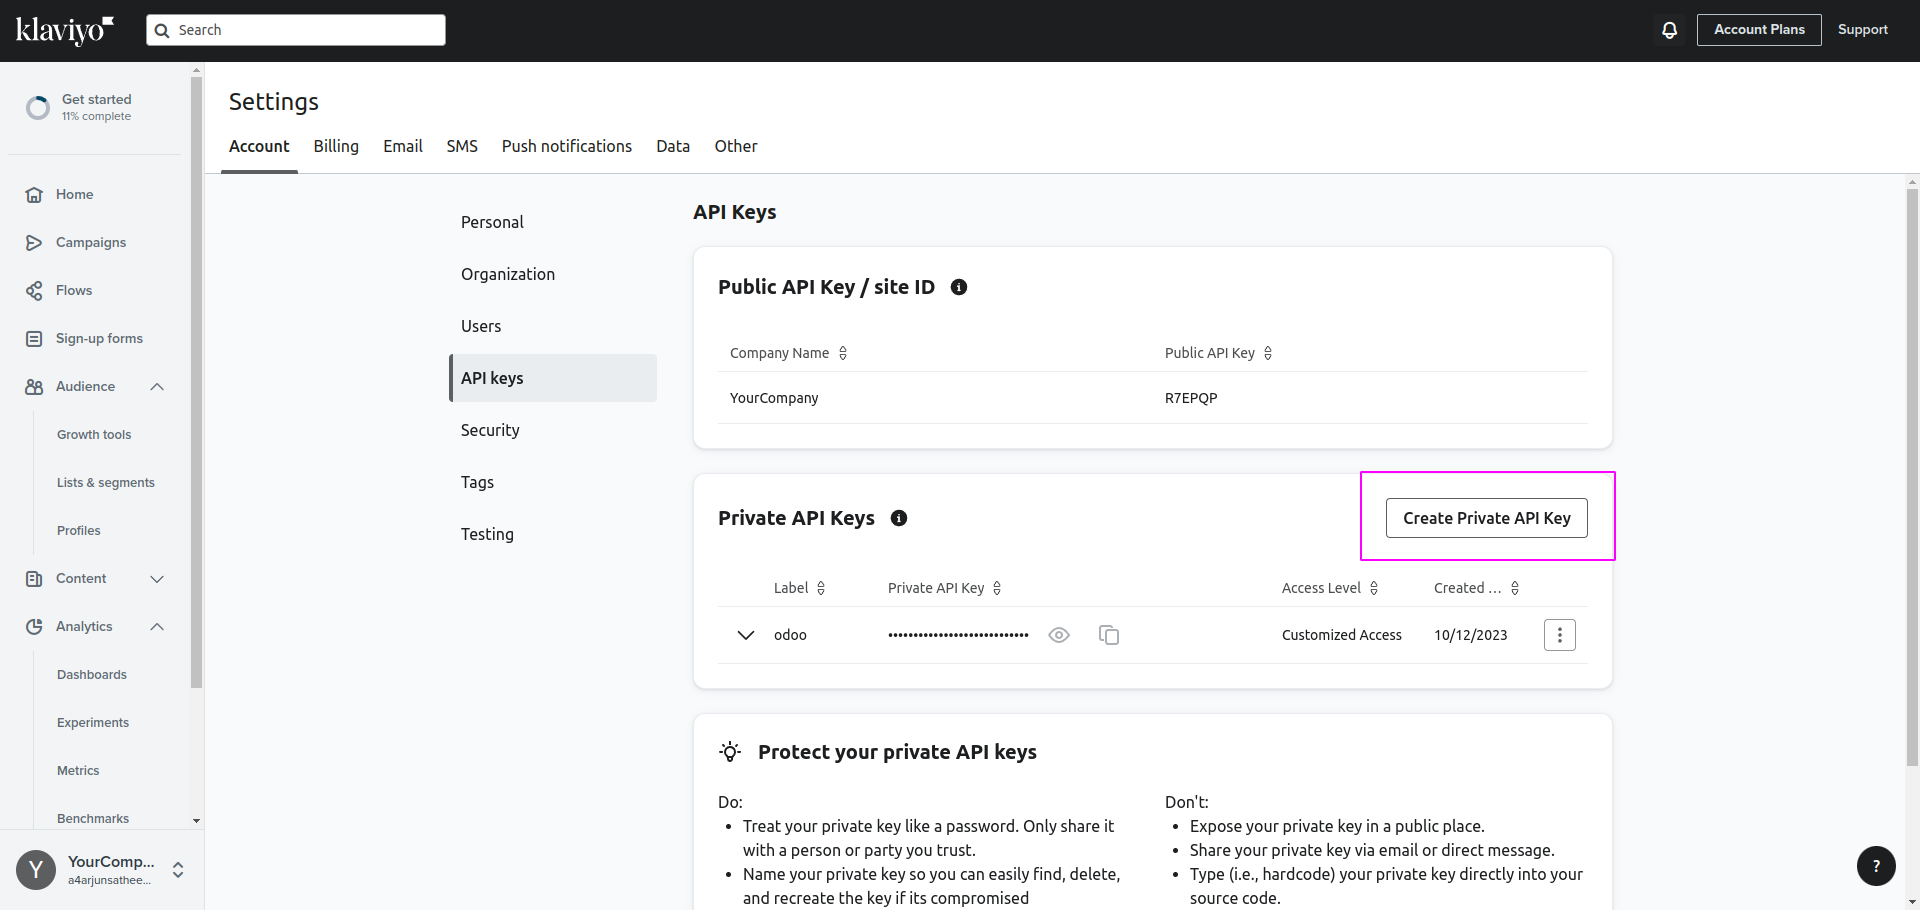 klaviyo
Search
Account Plans
Support
Get started
11% complete
Home
Campaigns
Flows
Sign-up forms
Audience
Growth tools
Lists & segments
Profiles
Content
Analytics
Dashboards
Experiments
Metrics
Benchmarks
Y
YourComp...
a4arjunsathee...
Settings
Account Billing Email SMS Push notifications Data Other
Personal
Organization
Users
API keys
Security
Tags
Testing
API Keys
Public API Key / site ID
Company Name Public API Key
YourCompany R7EPQP
Private API Keys
Create Private API Key
Label Private API Key Access Level Created ...
odoo •••••••••••••••••••••••••••• Customized Access 10/12/2023
Protect your private API keys
Do:
• Treat your private key like a password. Only share it
with a person or party you trust.
• Name your private key so you can easily find, delete,
and recreate the key if its compromised
Don't:
• Expose your private key in a public place.
• Share your private key via email or direct message.
• Type (i.e., hardcode) your private key directly into your
source code.
?